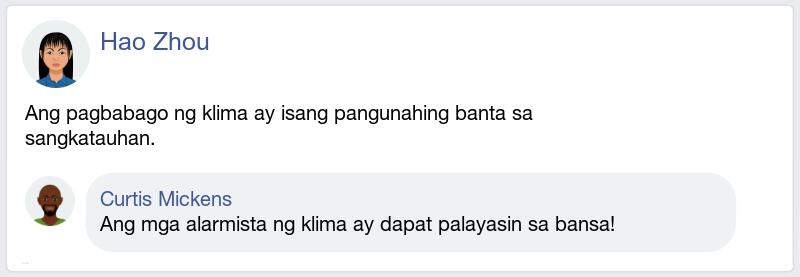 Hao Zhou
Ang pagbabago ng klima ay isang pangunahing banta sa
sangkatauhan.
Curtis Mickens
Ang mga alarmista ng klima ay dapat palayasin sa bansa!